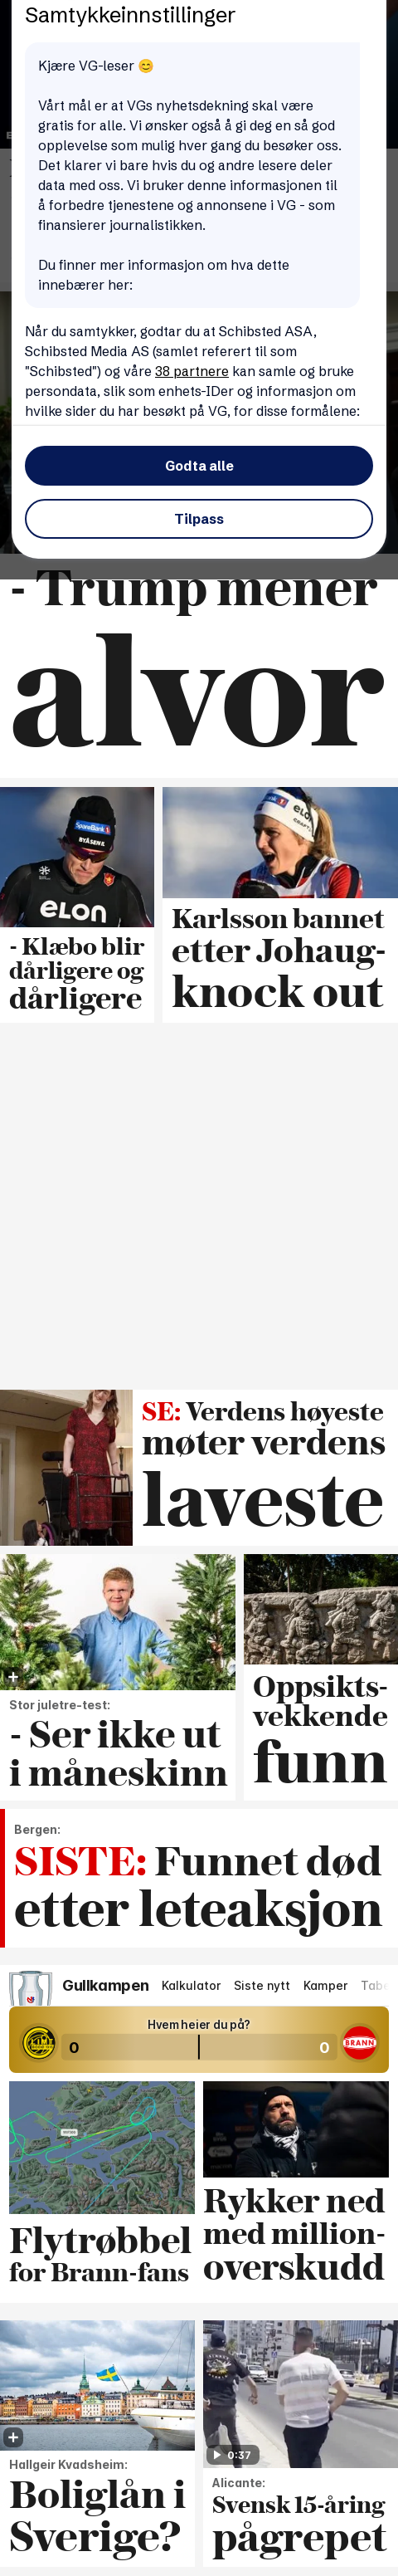 Samtykkeinnstillinger
Kjære VG-leser 😊
Vårt mål er at VGs nyhetsdekning skal være
gratis for alle. Vi ønsker også å gi deg en så god
opplevelse som mulig hver gang du besøker oss.
Det klarer vi bare hvis du og andre lesere deler
data med oss. Vi bruker denne informasjonen til
å forbedre tjenestene og annonsene i VG - som
finansierer journalistikken.
Du finner mer informasjon om hva dette
innebærer her:
Når du samtykker, godtar du at Schibsted ASA,
Schibsted Media AS (samlet referert til som
"Schibsted") og våre 38 partnere kan samle og bruke
persondata, slik som enhets-IDer og informasjon om
hvilke sider du har besøkt på VG, for disse formålene:
Godta alle
Tilpass
- Trump mener
alvor
SpareBank 1
BYÅSEN
elon
- Klæbo blir
dårligere og
dårligere
Karlsson bannet
etter Johaug-
knock out
SE: Verdens høyeste
møter verdens
laveste
Stor juletre-test:
- Ser ikke ut
i måneskinn
Oppsikts-
vekkende
funn
Bergen:
SISTE: Funnet død
etter leteaksjon
Gullkampen Kalkulator Siste nytt Kamper Tabe
Hvem heier du på?
0 0
BRANN
Flytrøbbel
for Brann-fans
Rykker ned
med million-
overskudd
Hallgeir Kvadsheim:
Boliglån i
Sverige?
0:37
Alicante:
Svensk 15-åring
pågrepet